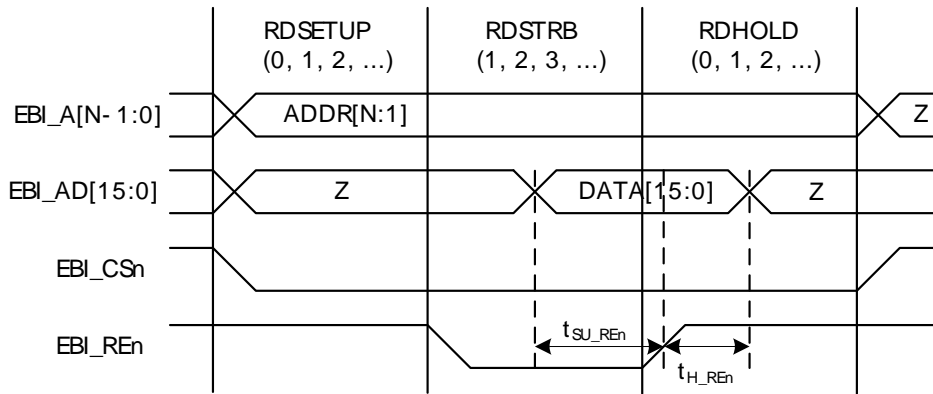 RDSETUP
(0, 1, 2, ...)
RDSTRB
(1, 2, 3, ...)
RDHOLD
(0, 1, 2, ...)
EBI_A[N-1:0]
ADDR[N:1]
Z
EBI_AD[15:0]
Z
DATA[15:0]
Z
EBI_CSn
EBI_REn
tSU_REn
tH_REn